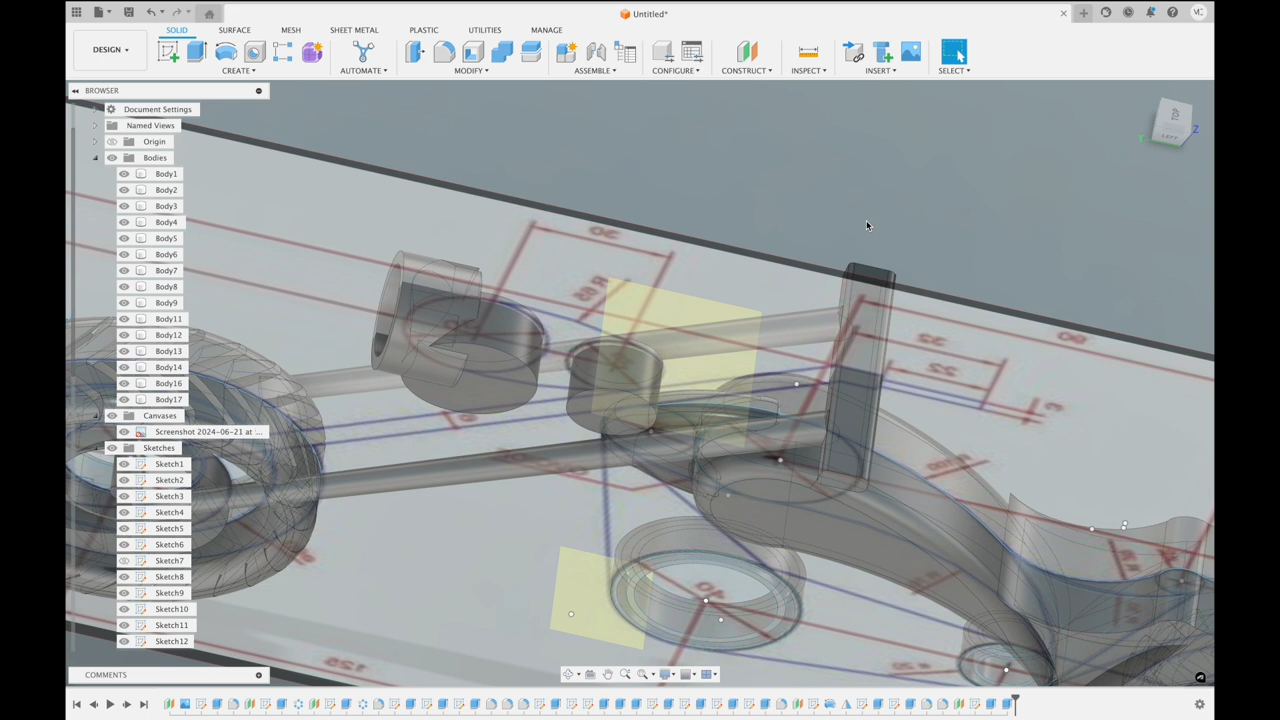 Untitled*
MC
DESIGN
SOLID SURFACE MESH SHEET METAL PLASTIC UTILITIES MANAGE
CREATE AUTOMATE MODIFY ASSEMBLE CONFIGURE CONSTRUCT INSPECT INSERT SELECT
BROWSER
Document Settings
Named Views
Origin
Bodies
Body1
Body2
Body3
Body4
Body5
Body6
Body7
Body8
Body9
Body11
Body12
Body13
Body14
Body16
Body17
Canvases
Screenshot 2024-06-21 at ...
Sketches
Sketch1
Sketch2
Sketch3
Sketch4
Sketch5
Sketch6
Sketch7
Sketch8
Sketch9
Sketch10
Sketch11
Sketch12
COMMENTS
TOP
LEFT
Y
Z